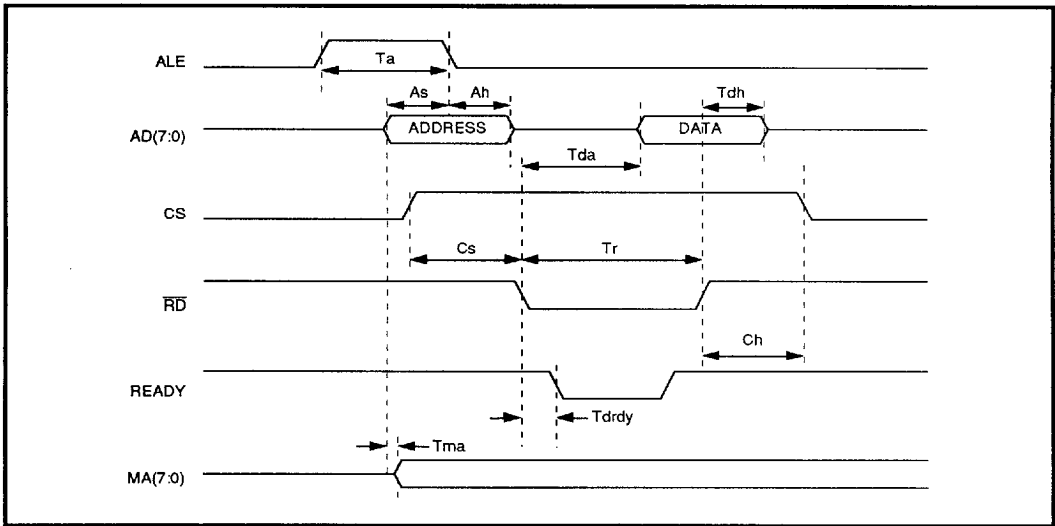 ALE
Ta
As
Ah
Tdh
AD(7:0)
ADDRESS
DATA
Tda
CS
Cs
Tr
RD
Ch
READY
Tdrdy
Tma
MA(7:0)